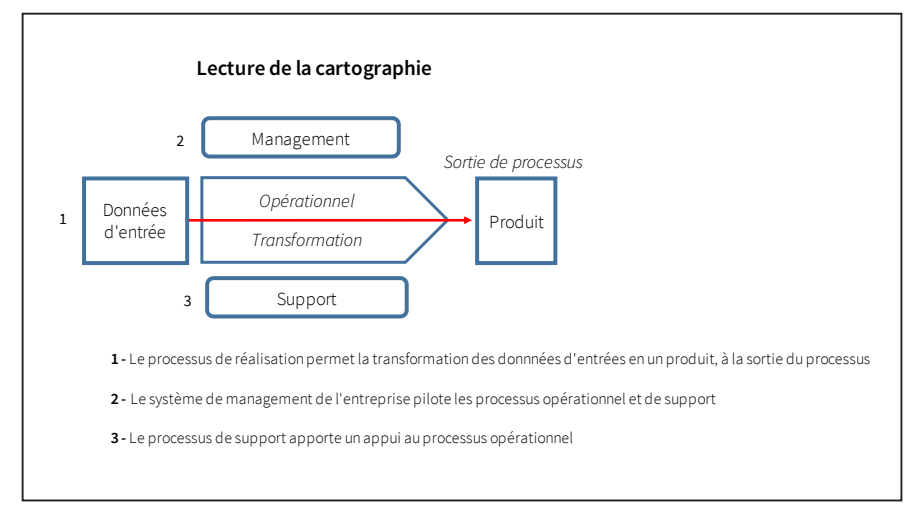 Lecture de la cartographie
2
Management
Sortie de processus
1
Données
d'entrée
Opérationnel
Transformation
Produit
3
Support
1 - Le processus de réalisation permet la transformation des donnnées d'entrées en un produit, à la sortie du processus
2 - Le système de management de l'entreprise pilote les processus opérationnel et de support
3 - Le processus de support apporte un appui au processus opérationnel